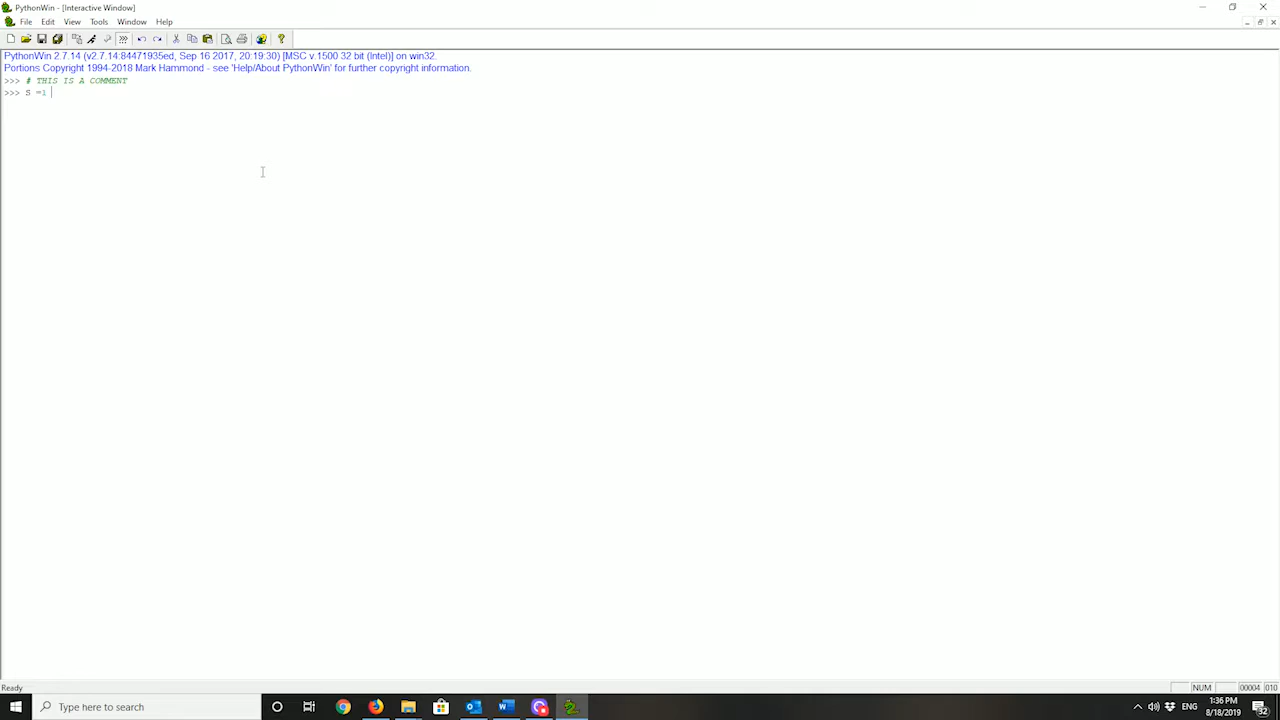 PythonWin - [Interactive Window]
File Edit View Tools Window Help
PythonWin 2.7.14 (v2.7.14:84471935ed, Sep 16 2017, 20:19:30) [MSC v.1500 32 bit (Intel)] on win32.
Portions Copyright 1994-2018 Mark Hammond - see 'Help/About PythonWin' for further copyright information.
>>> # THIS IS A COMMENT
>>> S =1
Ready
NUM 00004 010
Type here to search
ENG
1:36 PM
8/18/2019